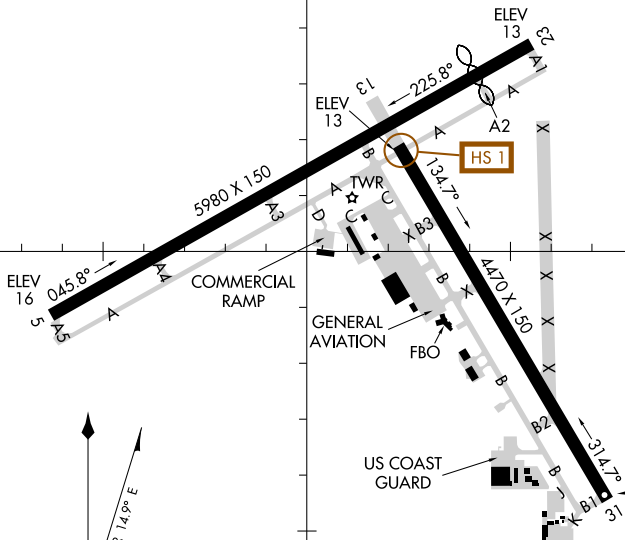 ELEV
13
23
A1
225.8°
A
A2
13
ELEV
13
A
HS 1
X
B
134.7°
TWR
5980 X 150
A
A3
C
C
D
B3
X
X
COMMERCIAL
RAMP
A4
045.8°
ELEV
16
5
A5
A
B
X
4470 X 150
X
GENERAL
AVIATION
FBO
X
X
B
B2
314.7°
US COAST
GUARD
B
J
B1
K
31
14.9° E